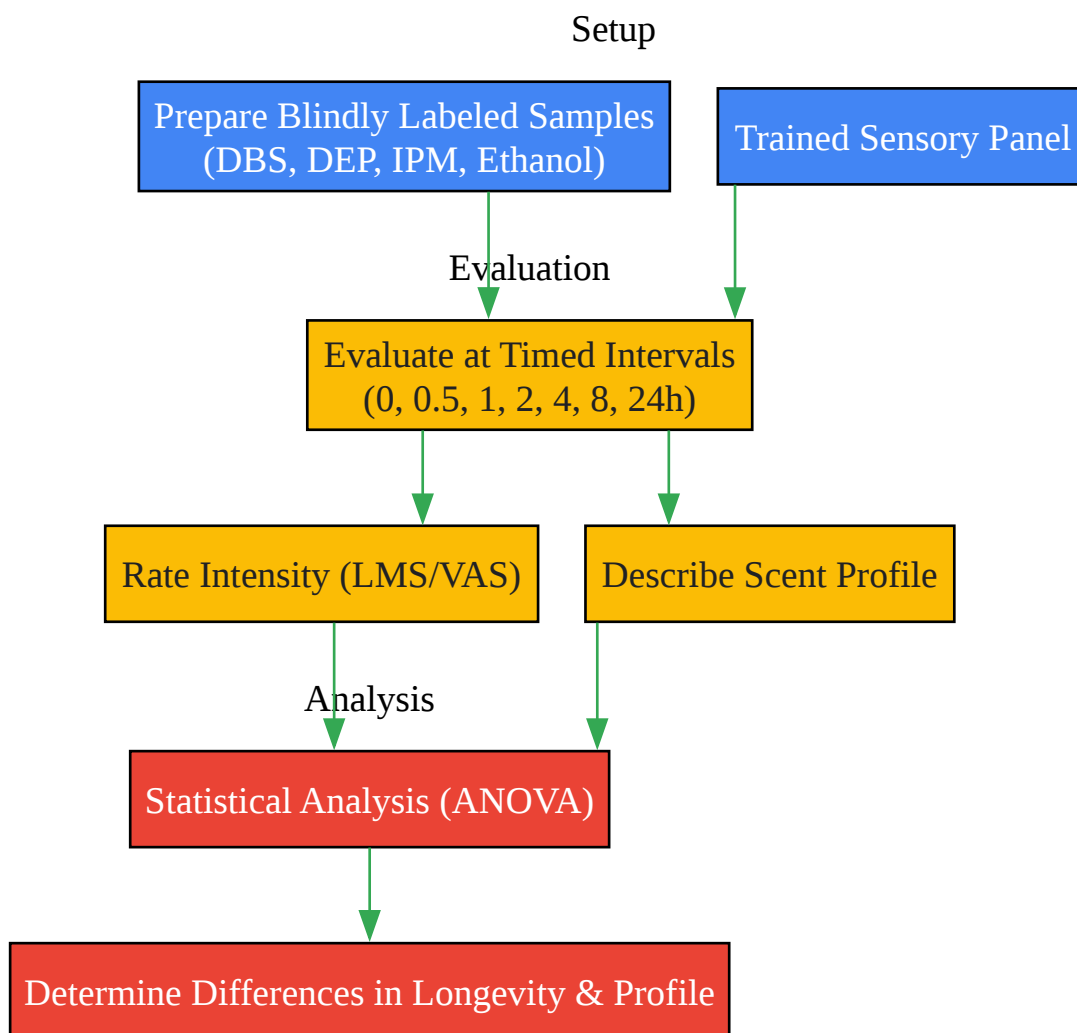 Setup
Prepare Blindly Labeled Samples
(DBS, DEP, IPM, Ethanol)
Trained Sensory Panel
Evaluation
Evaluate at Timed Intervals
(0, 0.5, 1, 2, 4, 8, 24h)
Rate Intensity (LMS/VAS)
Describe Scent Profile
Analysis
Statistical Analysis (ANOVA)
Determine Differences in Longevity & Profile